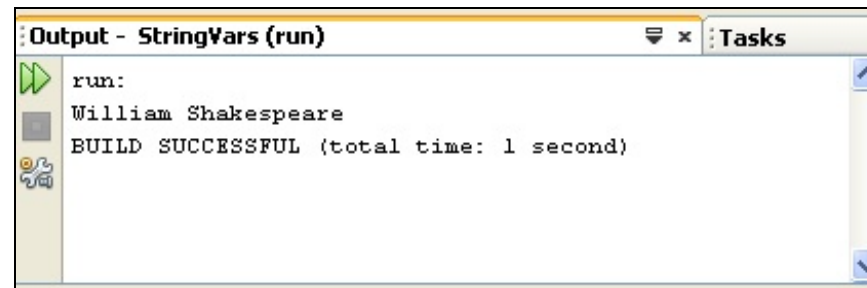 Output - StringVars (run)
Tasks
run:
William Shakespeare
BUILD SUCCESSFUL (total time: 1 second)